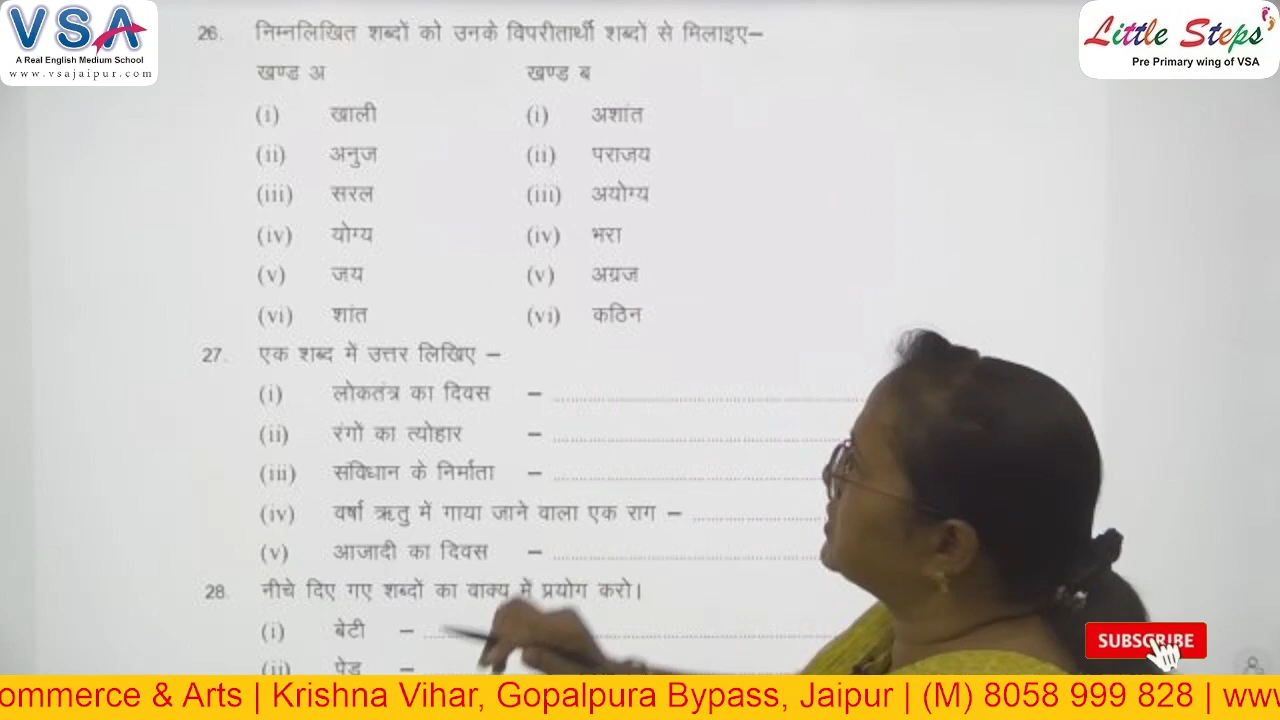 VSA
A Real English Medium School
www.vsajaipur.com
Little Steps
Pre Primary wing of VSA
26. निम्नलिखित शब्दों को उनके विपरीतार्थी शब्दों से मिलाइए–
खण्ड अ खण्ड ब
(i) खाली (i) अशांत
(ii) अनुज (ii) पराजय
(iii) सरल (iii) अयोग्य
(iv) योग्य (iv) भरा
(v) जय (v) अग्रज
(vi) शांत (vi) कठिन
27. एक शब्द में उत्तर लिखिए –
(i) लोकतंत्र का दिवस – ..............................
(ii) रंगों का त्योहार – ..............................
(iii) संविधान के निर्माता – ..............................
(iv) वर्षा ऋतु में गाया जाने वाला एक राग – ....................
(v) आजादी का दिवस – ..............................
28. नीचे दिए गए शब्दों का वाक्य में प्रयोग करो।
(i) बेटी – ..............................
(ii) पेड़ –
SUBSCRIBE
ommerce & Arts | Krishna Vihar, Gopalpura Bypass, Jaipur | (M) 8058 999 828 | www